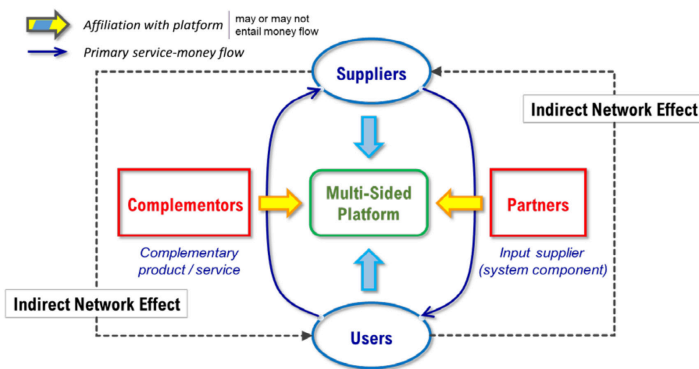 Affiliation with platform
may or may not
entail money flow
Primary service-money flow
Suppliers
Indirect Network Effect
Complementors
Multi-Sided
Platform
Partners
Complementary
product / service
Input supplier
(system component)
Indirect Network Effect
Users